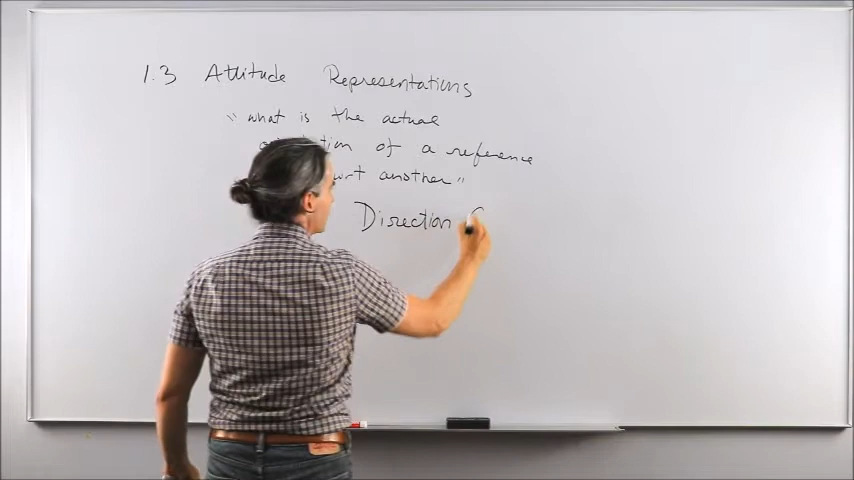 1.3 Attitude Representations
"what is the actual
of a reference
wrt another"
Direction C